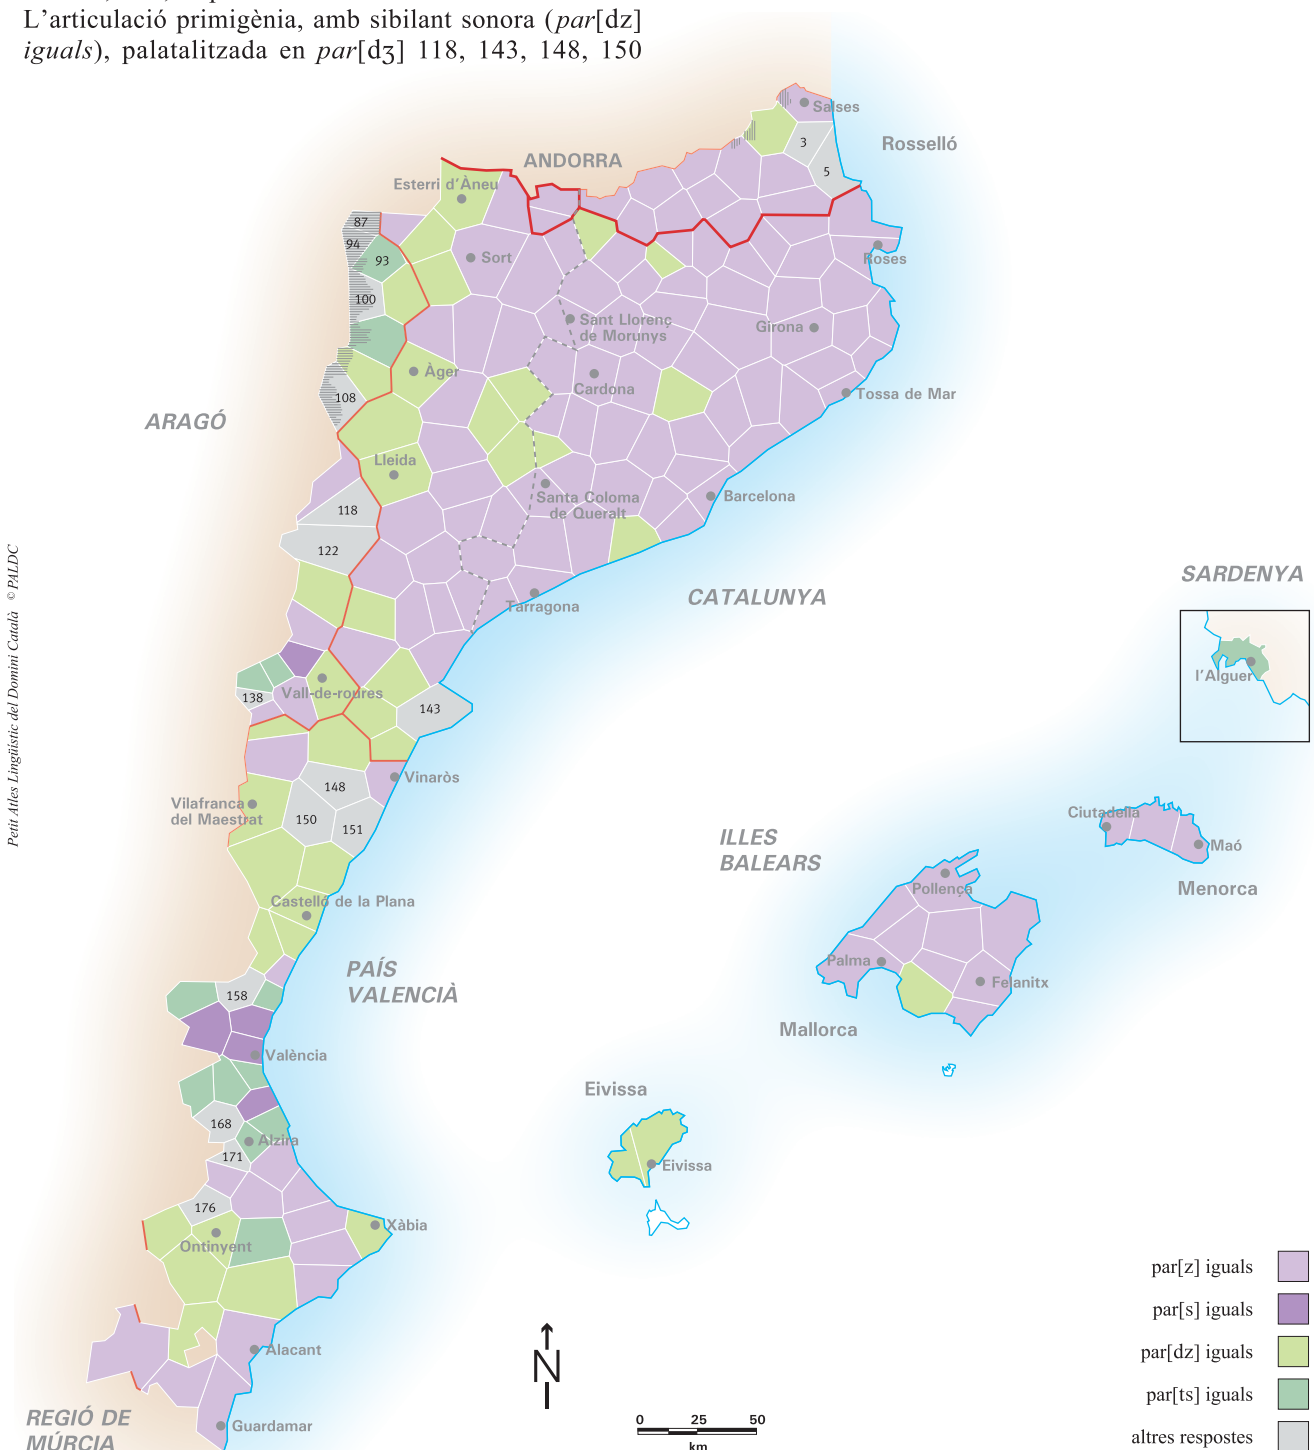 L’articulació primigènia, amb sibilant sonora (par[dz]
iguals), palatalitzada en par[dʒ] 118, 143, 148, 150
Salses
3
Rosselló
5
ANDORRA
Esterri d’Àneu
87
94
93
Sort
Roses
100
Sant Llorenç
de Morunys
Girona
Àger
Cardona
108
Tossa de Mar
ARAGÓ
Lleida
Santa Coloma
de Queralt
Barcelona
118
122
Petit Atles Lingüístic del Domini Català © PALDC
SARDENYA
CATALUNYA
Tarragona
l’Alguer
138
Vall-de-roures
143
148
Vinaròs
Vilafranca
del Maestrat
150
151
Ciutadella
Maó
ILLES
BALEARS
Pollença
Menorca
Castelló de la Plana
PAÍS
VALENCIÀ
Palma
Felanitx
158
Mallorca
València
Eivissa
168
Alzira
171
Eivissa
176
Xàbia
Ontinyent
par[z] iguals
par[s] iguals
Alacant
par[dz] iguals
N
par[ts] iguals
REGIÓ DE
MÚRCIA
Guardamar
0 25 50
km
altres respostes